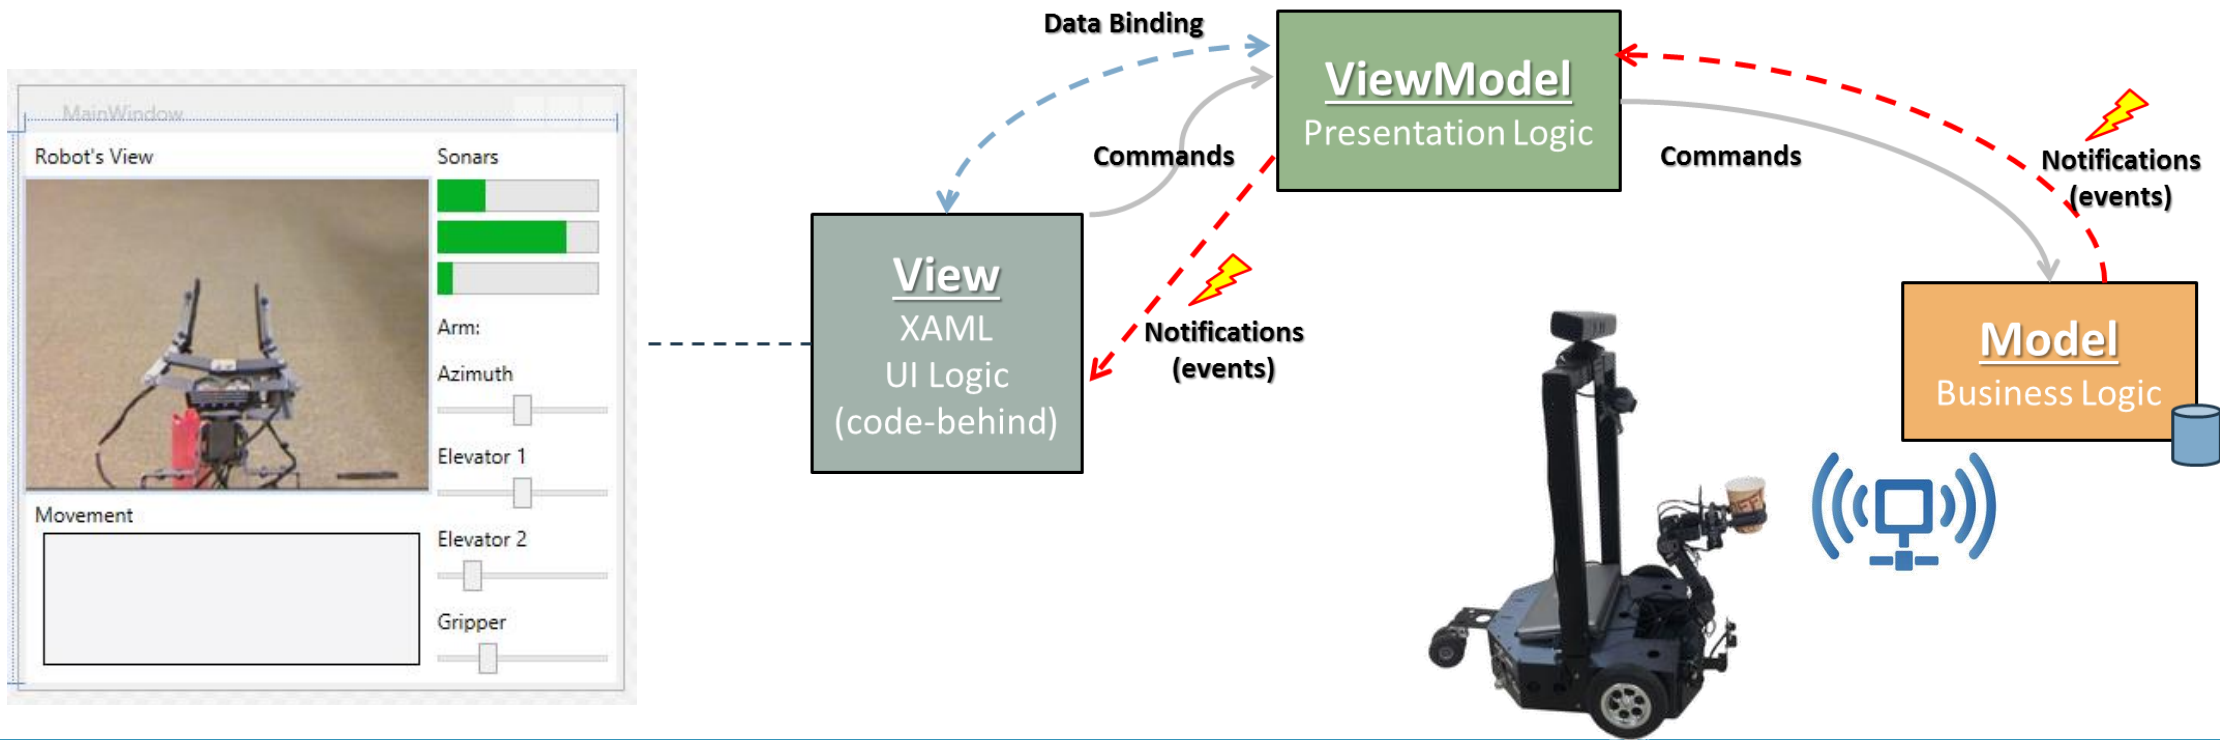 MainWindow
Robot's View
Sonars
Arm:
Azimuth
Elevator 1
Movement
Elevator 2
Gripper
Data Binding
Commands
View
XAML
UI Logic
(code-behind)
Notifications
(events)
ViewModel
Presentation Logic
Commands
Notifications
(events)
Model
Business Logic